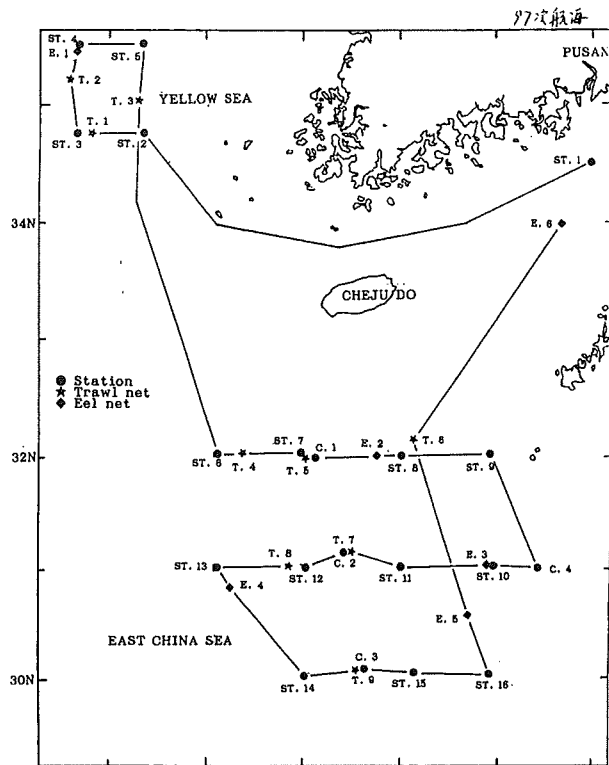 97次航海
ST. 4
ST. 5
PUSAN
E. 1
T. 2
T. 3
YELLOW SEA
T. 1
ST. 3
ST. 2
ST. 1
34N
E. 6
CHEJU DO
Station
Trawl net
Eel net
ST. 7
C. 1
E. 2
T. 6
ST. 6
T. 4
T. 5
ST. 8
ST. 9
32N
T. 7
T. 8
E. 3
ST. 13
ST. 12
C. 2
ST. 11
ST. 10
C. 4
E. 4
E. 5
EAST CHINA SEA
C. 3
30N
ST. 14
T. 9
ST. 15
ST. 16